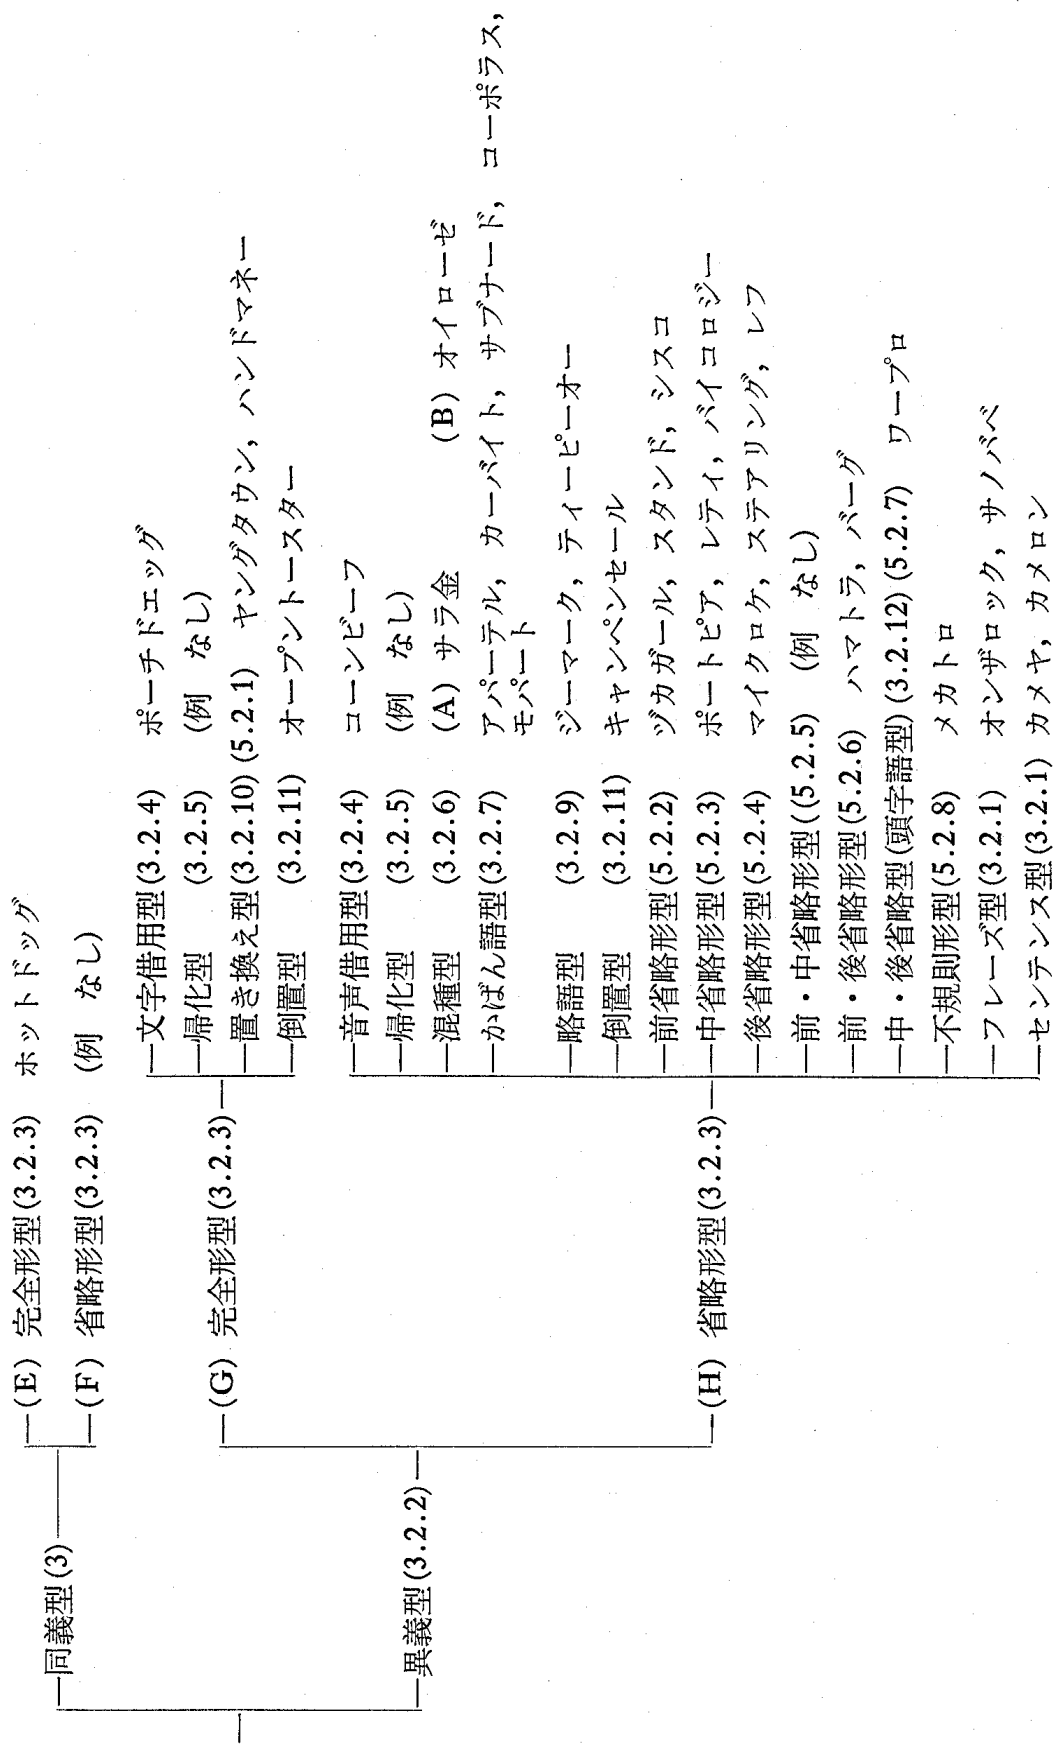 同義型(3)
(E) 完全形型(3.2.3) ホットドッグ
(F) 省略形型(3.2.3) (例 なし)
異義型(3.2.2)
(G) 完全形型(3.2.3)
文字借用型(3.2.4) ポーチドエッグ
帰化型 (3.2.5) (例 なし)
置き換え型(3.2.10)(5.2.1) ヤングタウン, ハンドマネー
倒置型 (3.2.11) オープントースター
(H) 省略形型(3.2.3)
音声借用型(3.2.4) コーンビーフ
帰化型 (3.2.5) (例 なし)
混種型 (3.2.6) (A) サラ金 (B) オイローゼ
かばん語型(3.2.7) アパーテル, カーバイト, サブナード, コーポラス,
モパート
略語型 (3.2.9) ジーマーク, ティーピーオー
倒置型 (3.2.11) キャンペンセール
前省略形型(5.2.2) ヅカガール, スタンド, シスコ
中省略形型(5.2.3) ポートピア, レティ, バイコロジー
後省略形型(5.2.4) マイクロケ, ステアリング, レフ
前・中省略形型((5.2.5) (例 なし)
前・後省略形型(5.2.6) ハマトラ, バーグ
中・後省略型(頭字語型)(3.2.12)(5.2.7) ワープロ
不規則形型(5.2.8) メカトロ
フレーズ型(3.2.1) オンザロック, サノバベ
センテンス型(3.2.1) カメヤ, カメロン